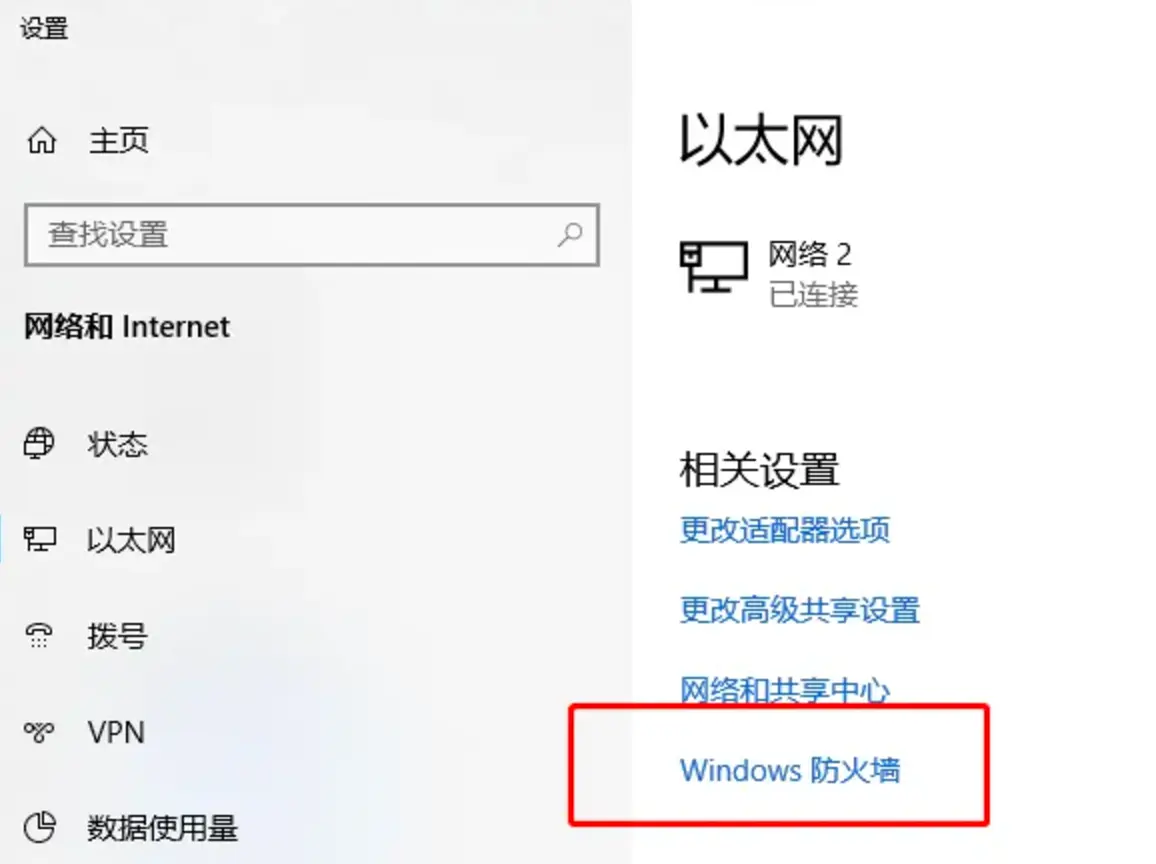 设置
主页
查找设置
网络和 Internet
状态
以太网
拨号
VPN
数据使用量
以太网
网络 2
已连接
相关设置
更改适配器选项
更改高级共享设置
网络和共享中心
Windows 防火墙